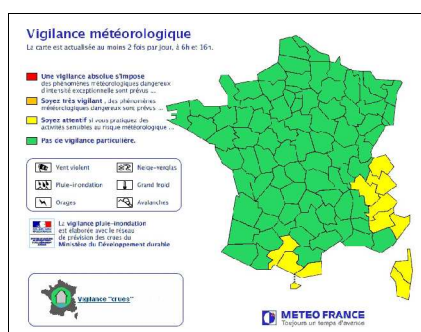 Vigilance météorologique
La carte est actualisée au moins 2 fois par jour, à 6h et 16h.
Une vigilance absolue s'impose
des phénomènes météorologiques dangereux
d'intensité exceptionnelle sont prévus ...
Soyez très vigilant , des phénomènes
météorologiques dangereux sont prévus ...
Soyez attentif si vous pratiquez des
activités sensibles au risque météorologique ...
Pas de vigilance particulière.
Vent violent
Neige-verglas
Pluie-inondation
Grand froid
Orages
Avalanches
La vigilance pluie-inondation
est élaborée avec le réseau
de prévision des crues du
Ministère du Développement durable
Vigilance "crues"
METEO FRANCE
Toujours un temps d'avance